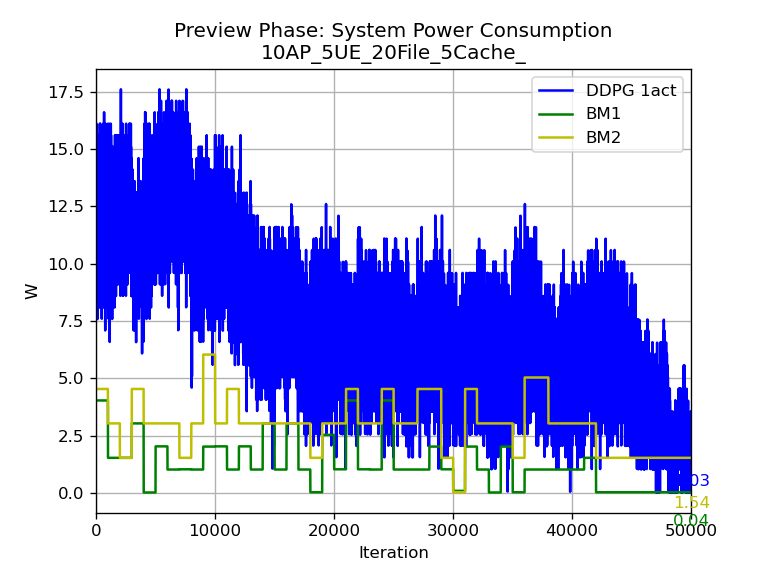 Preview Phase: System Power Consumption
10AP_5UE_20File_5Cache_
DDPG 1act
BM1
BM2
W
17.5
15.0
12.5
10.0
7.5
5.0
2.5
0.0
03
1.54
0.04
0 10000 20000 30000 40000 50000
Iteration